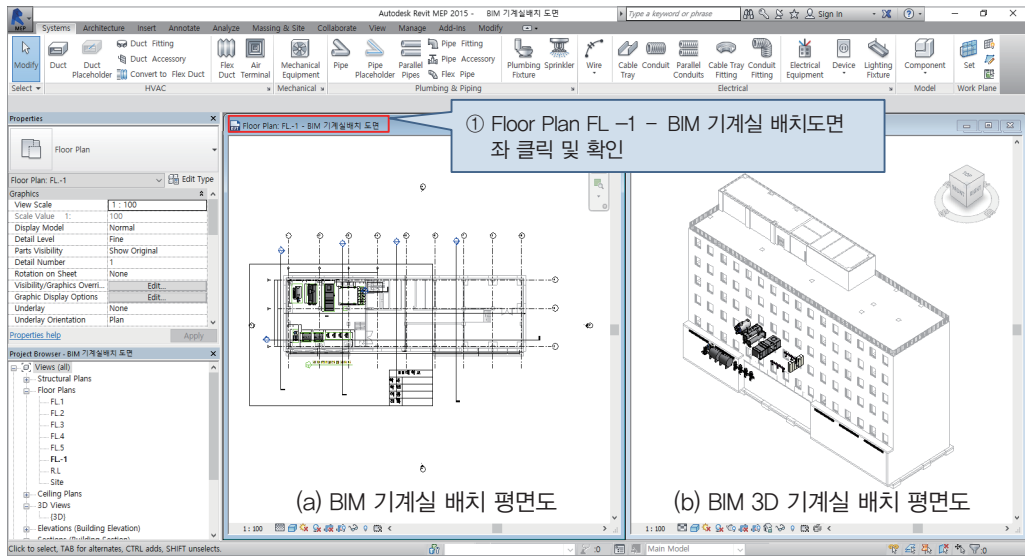 Autodesk Revit MEP 2015 - BIM 기계실배치 도면
Type a keyword or phrase
Sign In
MEP
Systems Architecture Insert Annotate Analyze Massing & Site Collaborate View Manage Add-Ins Modify
Modify
Duct
Duct Placeholder
Duct Fitting
Duct Accessory
Convert to Flex Duct
Flex Duct
Air Terminal
Mechanical Equipment
Pipe
Pipe Placeholder
Parallel Pipes
Pipe Fitting
Pipe Accessory
Flex Pipe
Plumbing Fixture
Sprinkler
Wire
Cable Tray
Conduit
Parallel Conduits
Cable Tray Fitting
Conduit Fitting
Electrical Equipment
Device
Lighting Fixture
Component
Set
Select
HVAC
Mechanical
Plumbing & Piping
Electrical
Model
Work Plane
Properties
Floor Plan
Floor Plan: FL.-1
Edit Type
Graphics
View Scale 1 : 100
Scale Value 1: 100
Display Model Normal
Detail Level Fine
Parts Visibility Show Original
Detail Number 1
Rotation on Sheet None
Visibility/Graphics Overri... Edit...
Graphic Display Options Edit...
Underlay None
Underlay Orientation Plan
Properties help
Apply
Project Browser - BIM 기계실배치 도면
Views (all)
Structural Plans
Floor Plans
FL.1
FL.2
FL.3
FL.4
FL.5
FL.-1
R.L
Site
Ceiling Plans
3D Views
{3D}
Elevations (Building Elevation)
Sections (Building Section)
Floor Plan: FL.-1 - BIM 기계실배치 도면
① Floor Plan FL –1 – BIM 기계실 배치도면
좌 클릭 및 확인
TOP
FRONT
(a) BIM 기계실 배치 평면도
(b) BIM 3D 기계실 배치 평면도
1 : 100
1 : 100
Click to select, TAB for alternates, CTRL adds, SHIFT unselects.
:0
Main Model
:0